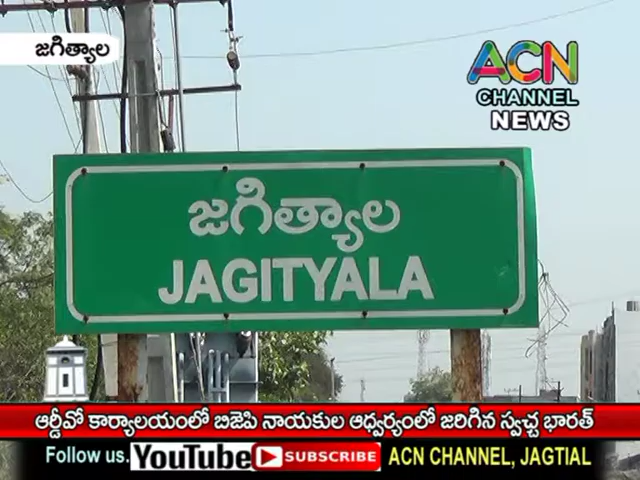 జగిత్యాల
ACN
CHANNEL
NEWS
జగిత్యాల
JAGITYALA
ఆర్డీవో కార్యాలయంలో బిజెపి నాయకుల ఆధ్వర్యంలో జరిగిన స్వచ్ఛ భారత్
Follow us. YouTube SUBSCRIBE ACN CHANNEL, JAGTIAL